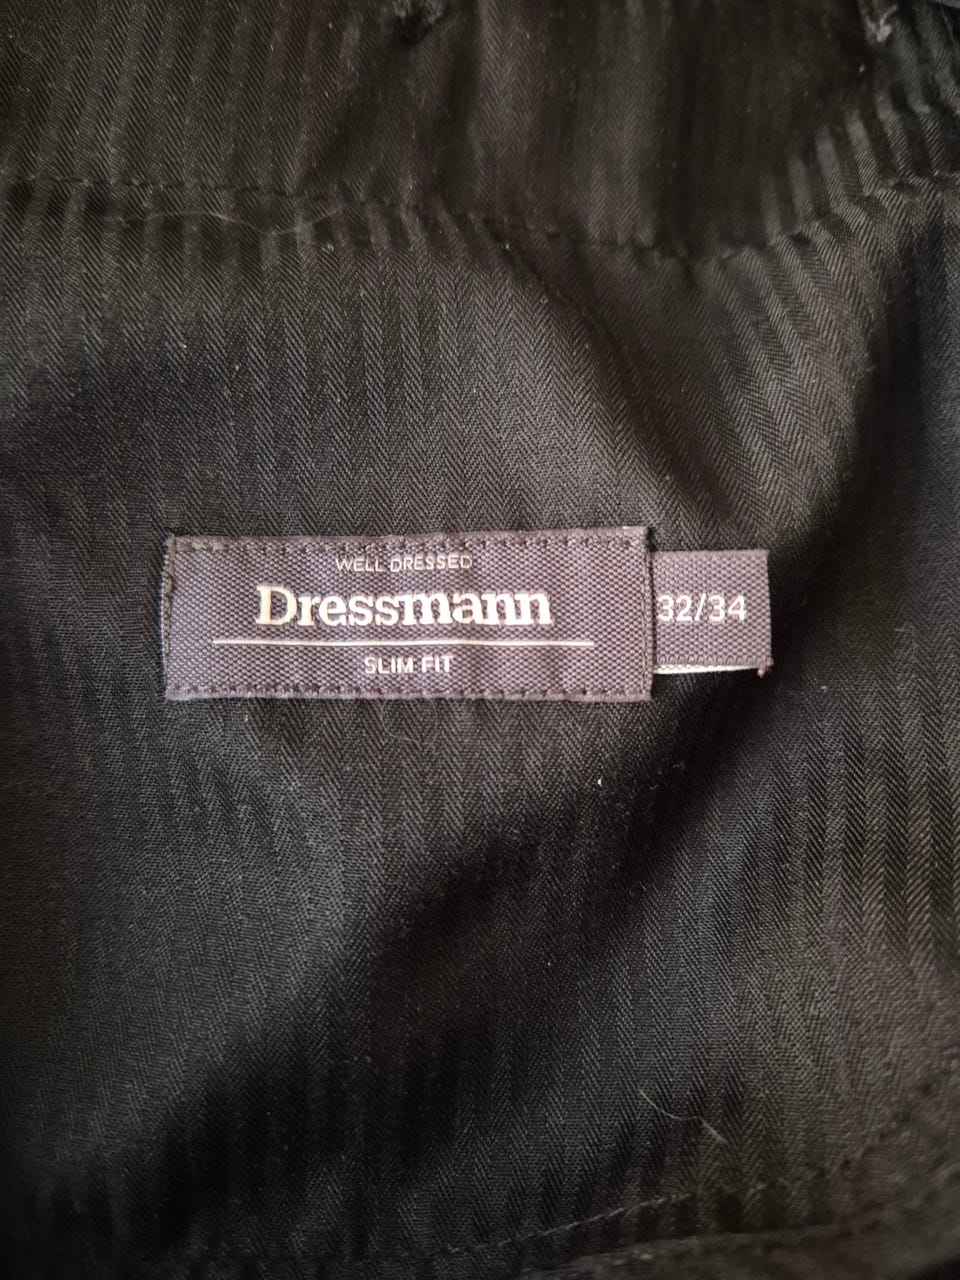 WELL DRESSED
Dressmann
SLIM FIT
32/34